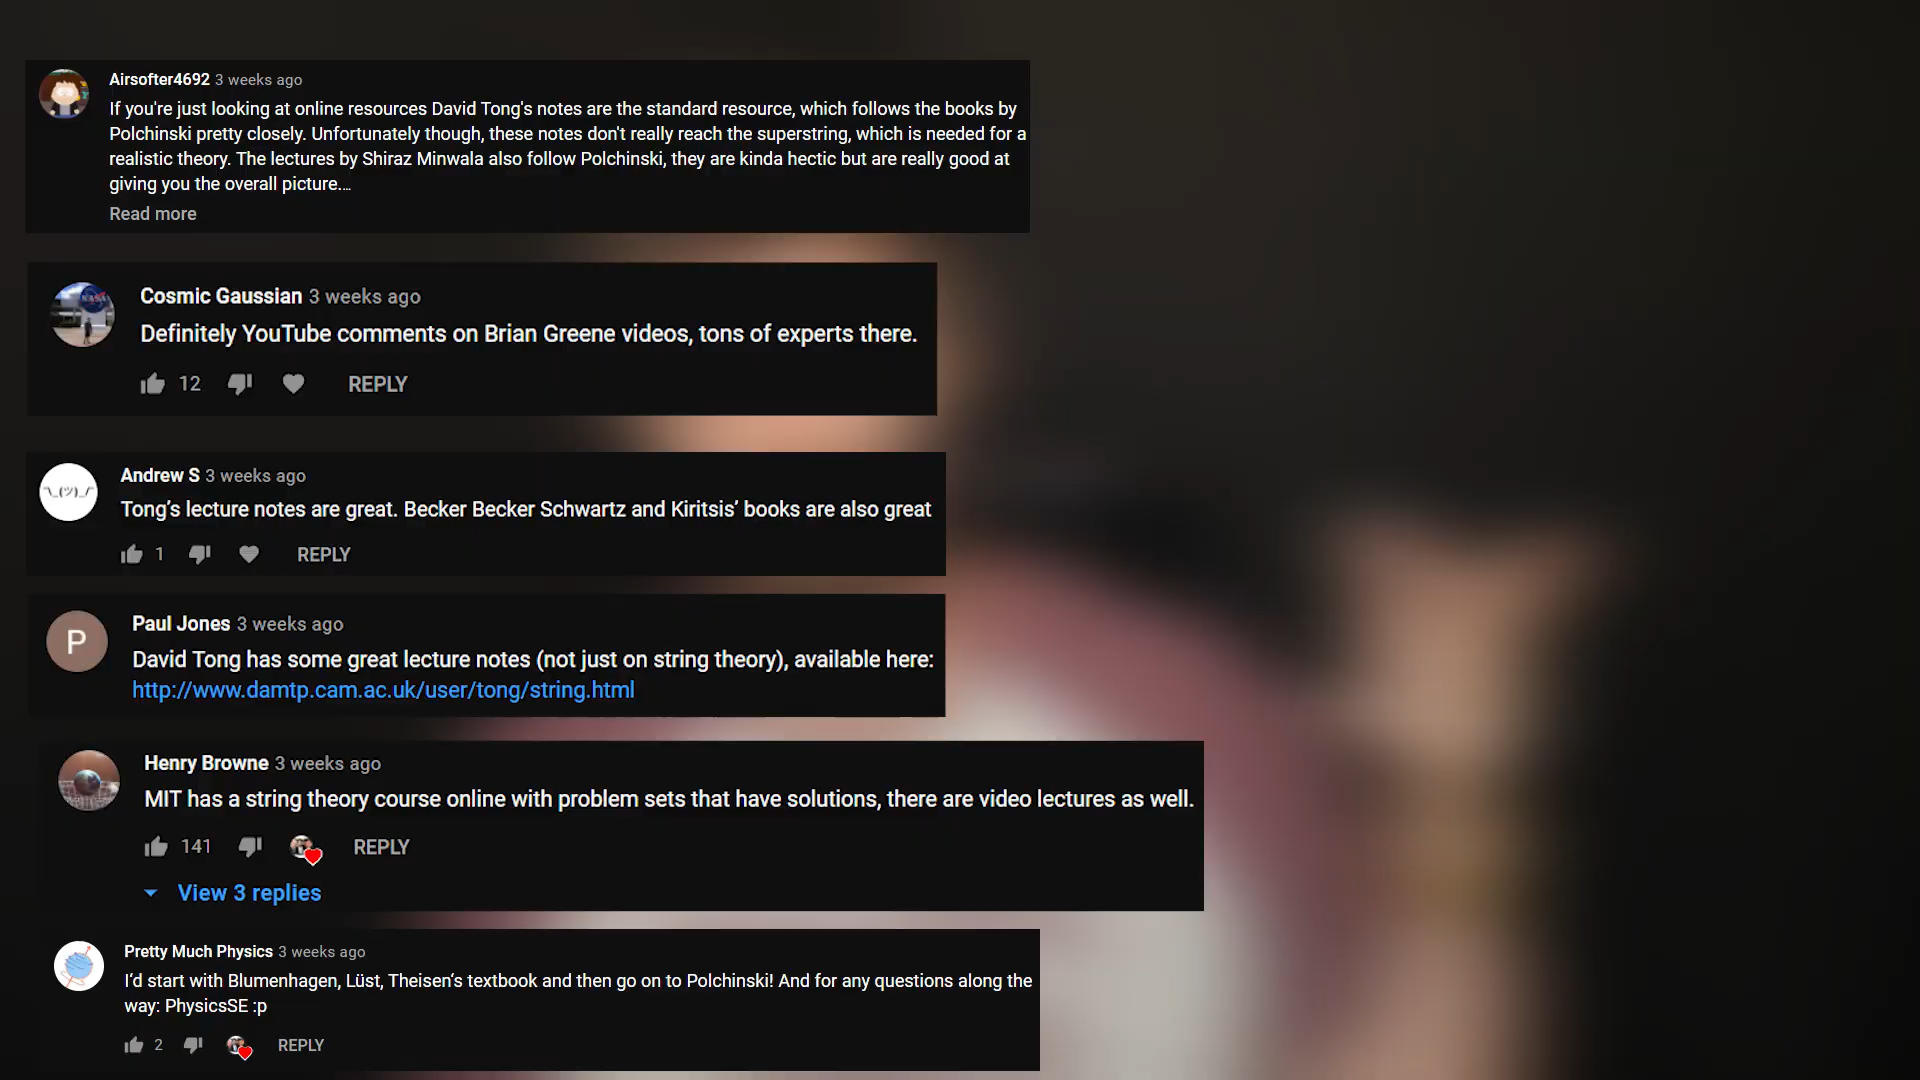 Airsofter4692 3 weeks ago
If you're just looking at online resources David Tong's notes are the standard resource, which follows the books by
Polchinski pretty closely. Unfortunately though, these notes don't really reach the superstring, which is needed for a
realistic theory. The lectures by Shiraz Minwala also follow Polchinski, they are kinda hectic but are really good at
giving you the overall picture.…
Read more
NASA
Cosmic Gaussian 3 weeks ago
Definitely YouTube comments on Brian Greene videos, tons of experts there.
12 REPLY
¯\_(ツ)_/¯
Andrew S 3 weeks ago
Tong’s lecture notes are great. Becker Becker Schwartz and Kiritsis’ books are also great
1 REPLY
P
Paul Jones 3 weeks ago
David Tong has some great lecture notes (not just on string theory), available here:
http://www.damtp.cam.ac.uk/user/tong/string.html
Henry Browne 3 weeks ago
MIT has a string theory course online with problem sets that have solutions, there are video lectures as well.
141 REPLY
View 3 replies
Pretty Much Physics 3 weeks ago
I‘d start with Blumenhagen, Lüst, Theisen‘s textbook and then go on to Polchinski! And for any questions along the
way: PhysicsSE :p
2 REPLY